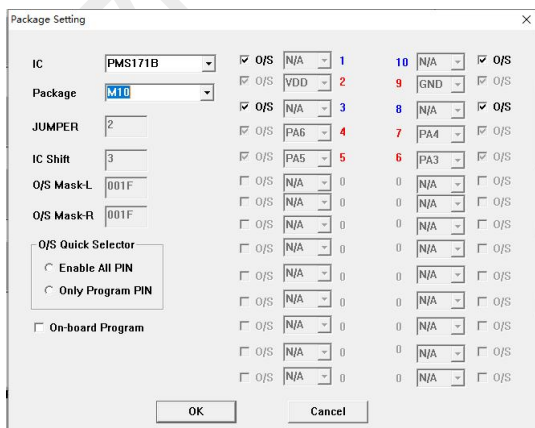 Package Setting
IC PMS171B O/S N/A 1 10 N/A O/S
O/S VDD 2 9 GND O/S
Package M10 O/S N/A 3 8 N/A O/S
JUMPER 2 O/S PA6 4 7 PA4 O/S
IC Shift 3 O/S PA5 5 6 PA3 O/S
O/S Mask-L 001F O/S N/A 0 0 N/A O/S
O/S N/A 0 0 N/A O/S
O/S Mask-R 001F O/S N/A 0 0 N/A O/S
O/S Quick Selector O/S N/A 0 0 N/A O/S
Enable All PIN O/S N/A 0 0 N/A O/S
Only Program PIN O/S N/A 0 0 N/A O/S
On-board Program O/S N/A 0 0 N/A O/S
O/S N/A 0 0 N/A O/S
O/S N/A 0 0 N/A O/S
OK Cancel